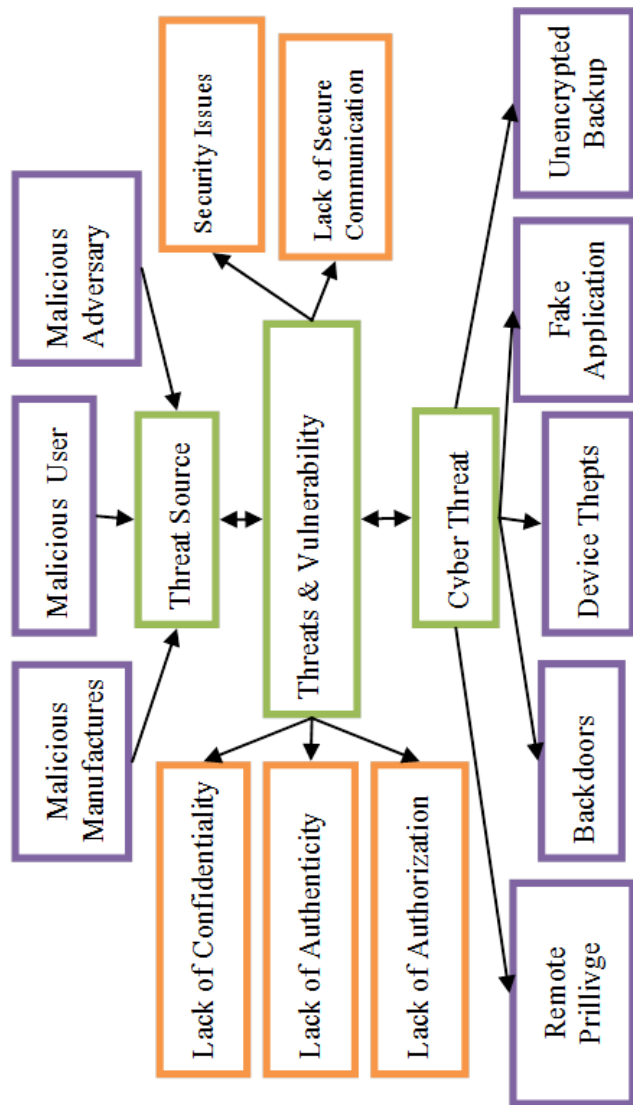 Malicious
Manufactures
Malicious User
Malicious
Adversary
Threat Source
Lack of Confidentiality
Lack of Authenticity
Lack of Authorization
Threats & Vulnerability
Security Issues
Lack of Secure
Communication
Cyber Threat
Remote
Prillivge
Backdoors
Device Thepts
Fake
Application
Unencrypted
Backup